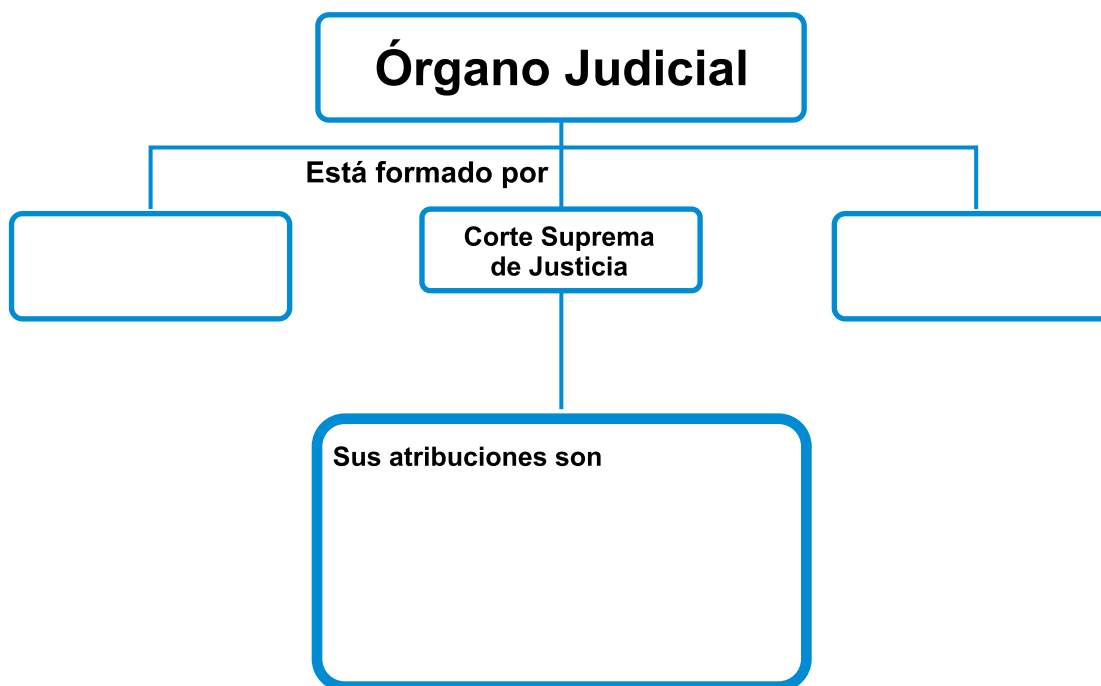 Órgano Judicial
Está formado por
Corte Suprema
de Justicia
Sus atribuciones son